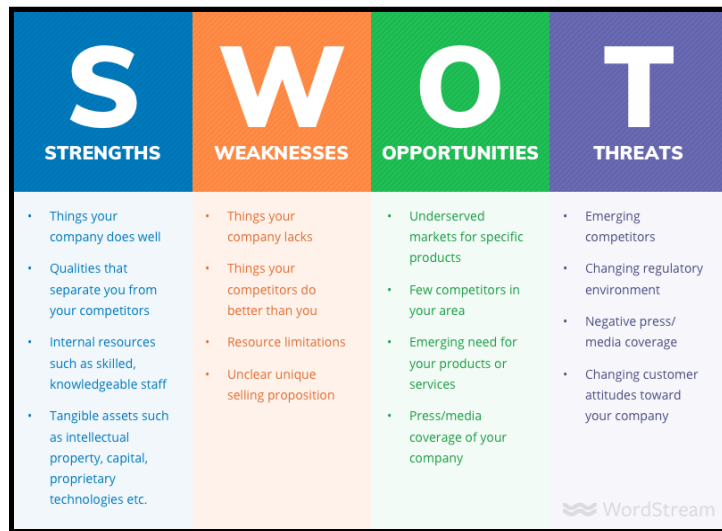 S
STRENGTHS
• Things your
company does well
• Qualities that
separate you from
your competitors
• Internal resources
such as skilled,
knowledgeable staff
• Tangible assets such
as intellectual
property, capital,
proprietary
technologies etc.
W
WEAKNESSES
• Things your
company lacks
• Things your
competitors do
better than you
• Resource limitations
• Unclear unique
selling proposition
O
OPPORTUNITIES
• Underserved
markets for specific
products
• Few competitors in
your area
• Emerging need for
your products or
services
• Press/media
coverage of your
company
T
THREATS
• Emerging
competitors
• Changing regulatory
environment
• Negative press/
media coverage
• Changing customer
attitudes toward
your company
WordStream